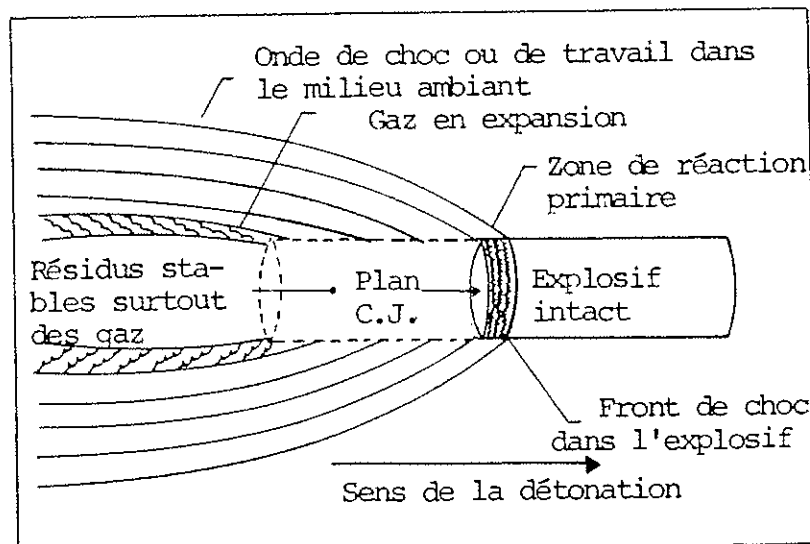 Onde de choc ou de travail dans
le milieu ambiant
Gaz en expansion
Zone de réaction
primaire
Résidus sta-
bles surtout
des gaz
Plan
C.J.
Explosif
intact
Front de choc
dans l'explosif
Sens de la détonation